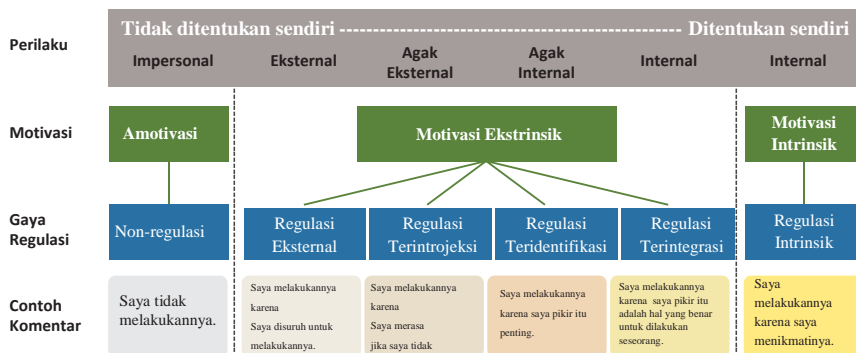 Perilaku
Tidak ditentukan sendiri ---------------------------------------------------- Ditentukan sendiri
Impersonal
Eksternal
Agak
Eksternal
Agak
Internal
Internal
Internal
Motivasi
Amotivasi
Motivasi Ekstrinsik
Motivasi
Intrinsik
Gaya
Regulasi
Non-regulasi
Regulasi
Eksternal
Regulasi
Terintrojeksi
Regulasi
Teridentifikasi
Regulasi
Terintegrasi
Regulasi
Intrinsik
Contoh
Komentar
Saya tidak
melakukannya.
Saya melakukannya
karena
Saya disuruh untuk
melakukannya.
Saya melakukannya
karena
Saya merasa
jika saya tidak
Saya melakukannya
karena saya pikir itu
penting.
Saya melakukannya
karena saya pikir itu
adalah hal yang benar
untuk dilakukan
seseorang.
Saya
melakukannya
karena saya
menikmatinya.